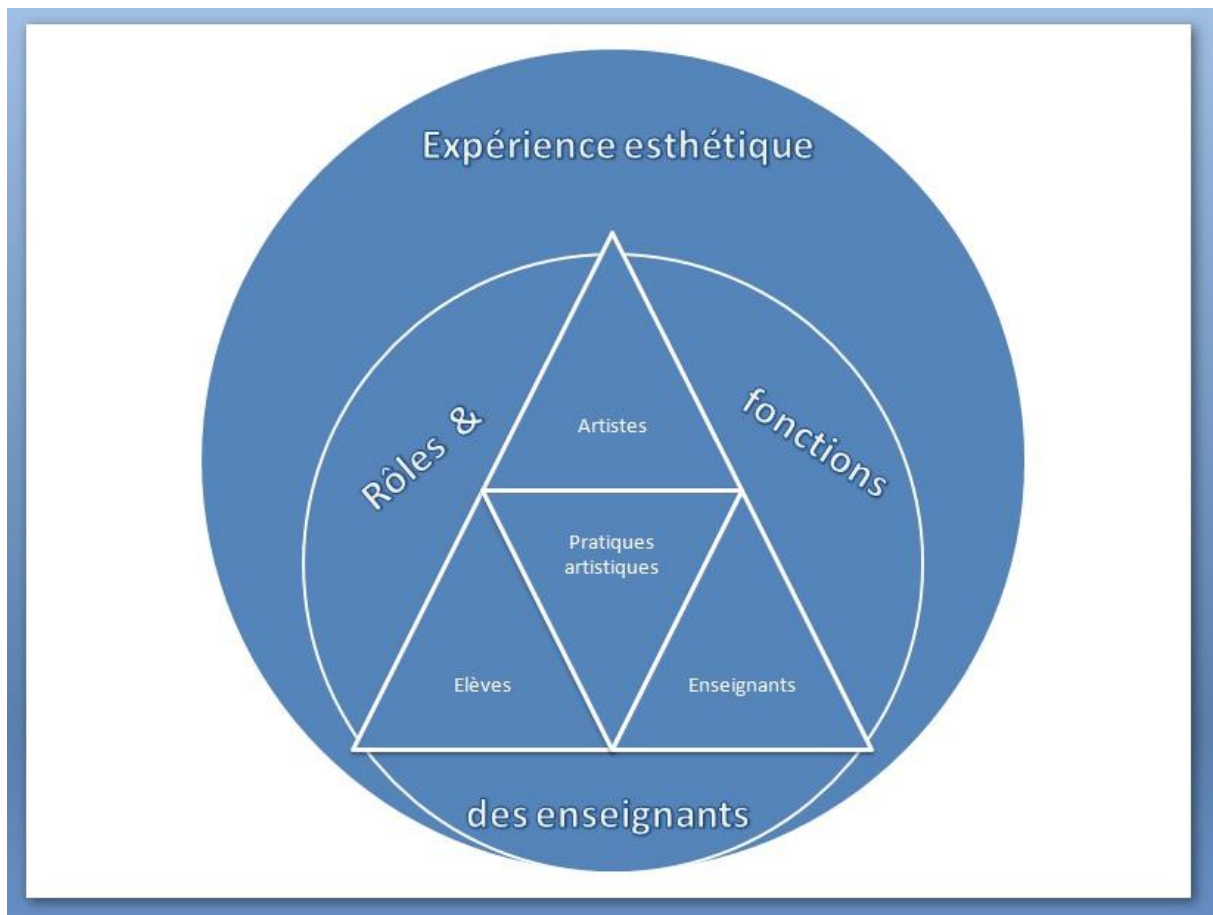 Expérience esthétique
Rôles & fonctions
Artistes
Pratiques
artistiques
Elèves
Enseignants
des enseignants